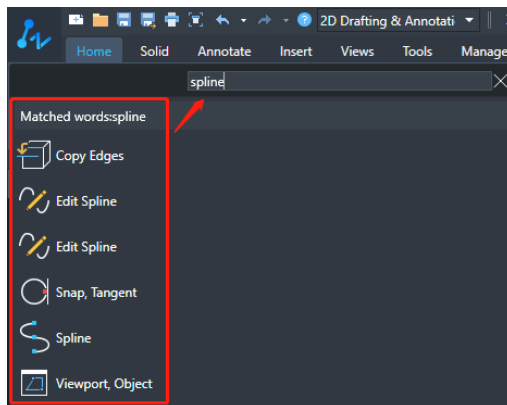 2D Drafting & Annotati
Home Solid Annotate Insert Views Tools Manage
spline
Matched words:spline
Copy Edges
Edit Spline
Edit Spline
Snap, Tangent
Spline
Viewport, Object